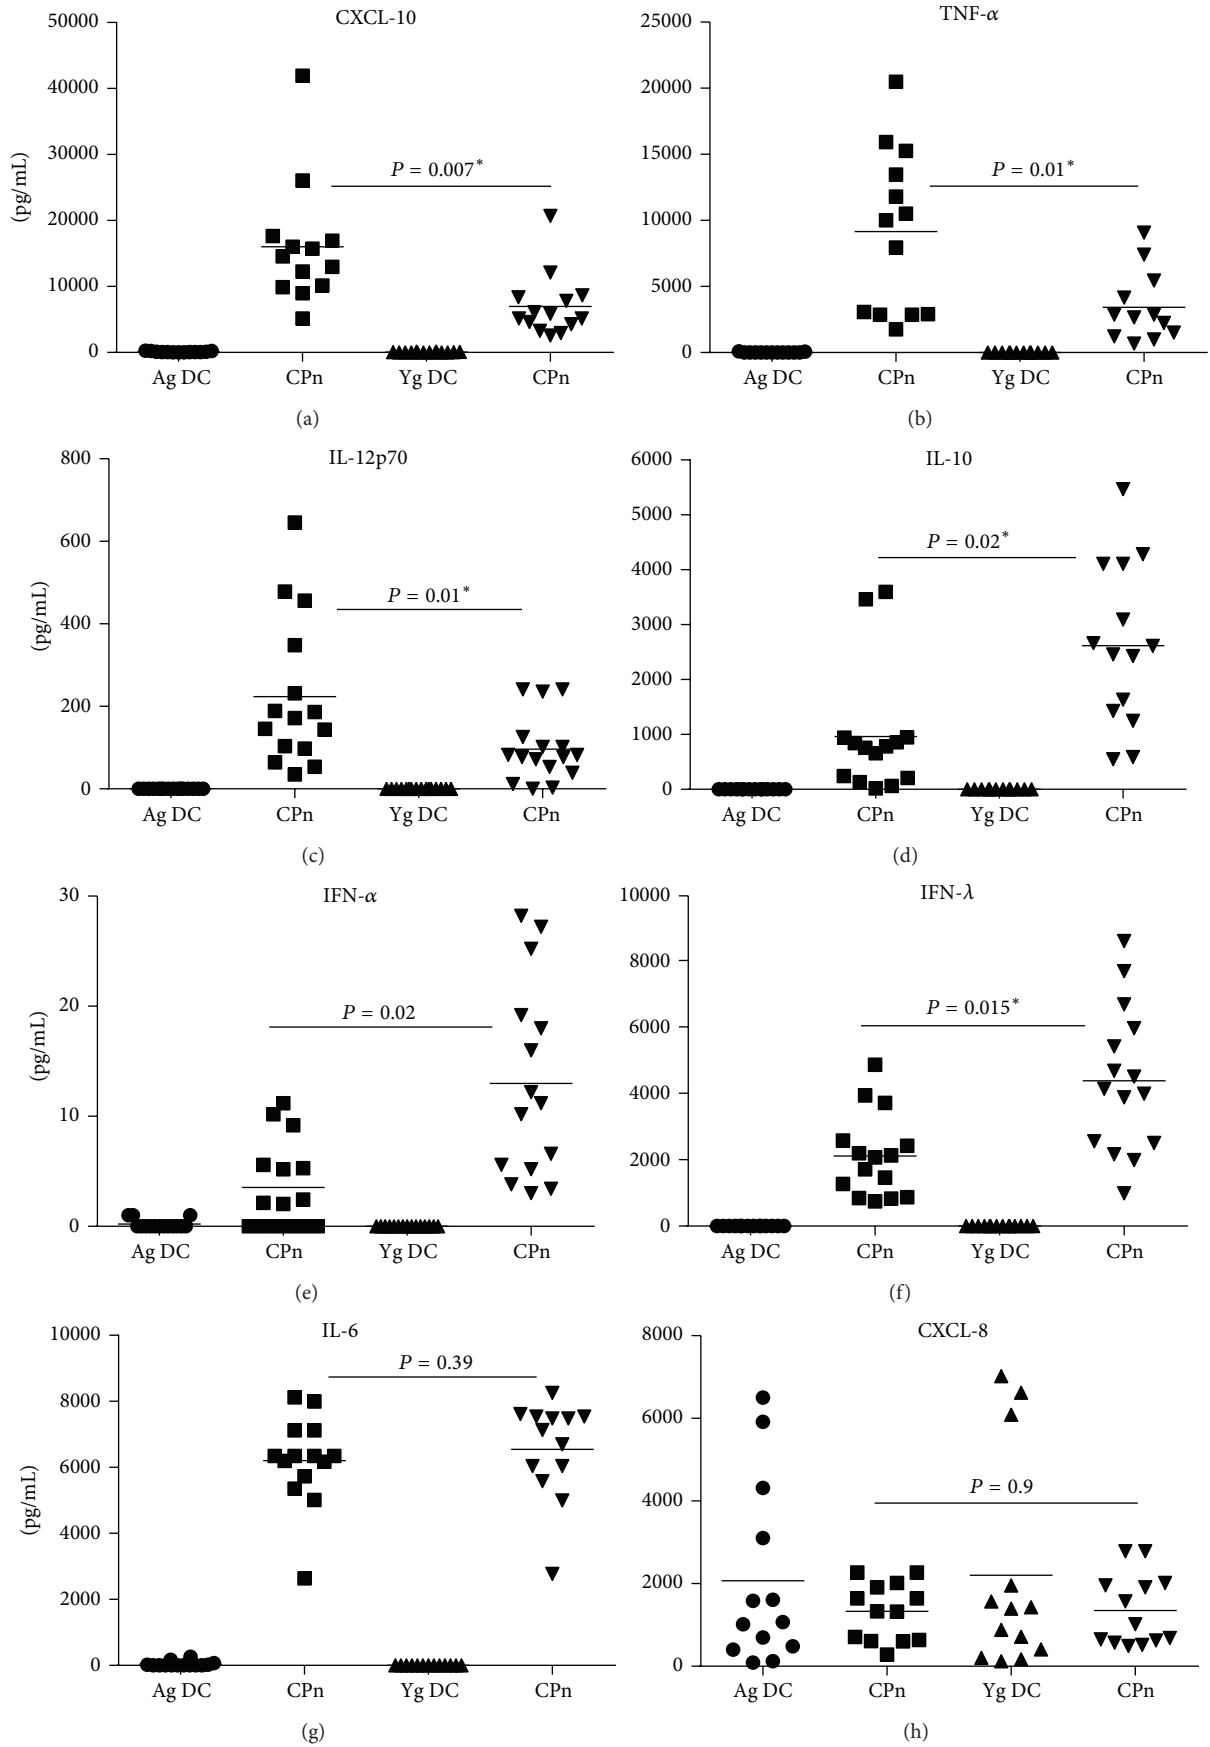 CXCL-10
50000
40000
30000
20000
10000
0
(pg/mL)
P = 0.007*
Ag DC CPn Yg DC CPn
(a)
TNF-α
25000
20000
15000
10000
5000
0
P = 0.01*
Ag DC CPn Yg DC CPn
(b)
IL-12p70
800
600
400
200
0
(pg/mL)
P = 0.01*
Ag DC CPn Yg DC CPn
(c)
IL-10
6000
5000
4000
3000
2000
1000
0
P = 0.02*
Ag DC CPn Yg DC CPn
(d)
IFN-α
30
20
10
0
(pg/mL)
P = 0.02
Ag DC CPn Yg DC CPn
(e)
IFN-λ
10000
8000
6000
4000
2000
0
P = 0.015*
Ag DC CPn Yg DC CPn
(f)
IL-6
10000
8000
6000
4000
2000
0
(pg/mL)
P = 0.39
Ag DC CPn Yg DC CPn
(g)
CXCL-8
8000
6000
4000
2000
0
P = 0.9
Ag DC CPn Yg DC CPn
(h)